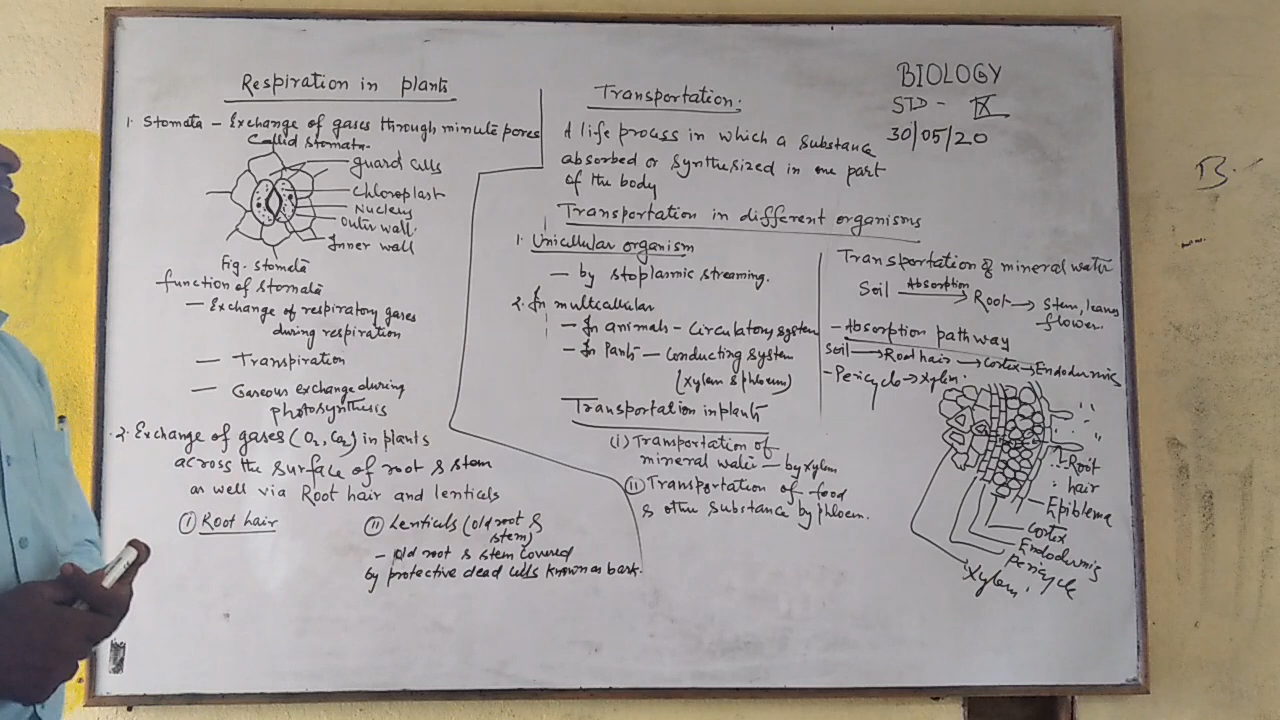 BIOLOGY
STD - IX
30/05/20
Respiration in plants
1. Stomata - Exchange of gases through minute pores
Called stomata.
guard cells
Chloroplast
Nucleus
Outer wall.
Inner wall
Fig. stomata
function of stomata
- Exchange of respiratory gases
during respiration
- Transpiration
- Gaseous exchange during
photosynthesis
2. Exchange of gases (O2, CO2) in plants
across the surface of root & stem
as well via Root hair and lenticels
(i) Root hair
(ii) Lenticels (old root &
stem)
- old root & stem covered
by protective dead cells known as bark.
Transportation:
A life process in which a substance
absorbed or synthesized in one part
of the body
Transportation in different organisms
1. Unicellular organism
- by stoplasmic streaming.
2. In multicallular
- In animals - Circulatory system
- In Pants - Conducting system
(xylem & phloem)
Transportation in plants
(i) Transportation of
mineral water - by xylem
(ii) Transportation of food
& other substance by phloem.
Transportation of mineral water
Soil Absorption → Root → Stem, leaves
flower.
- Absorption pathway
Soil → Root hair → Cortex → Endodermis
- Pericycle → Xylem.
Root
hair
Epiblema
Cortex
Endodermis
pericycle
Xylem.
B.